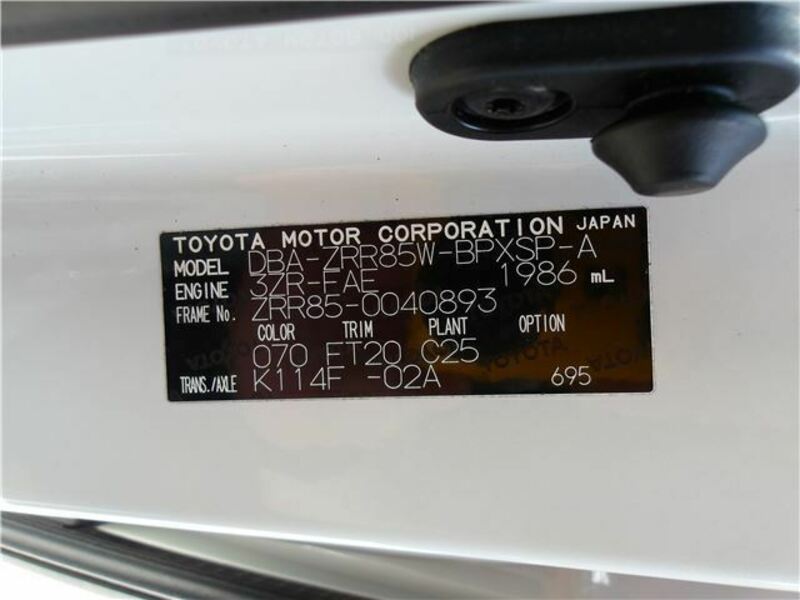 TOYOTA MOTOR CORPORATION JAPAN
MODEL DBA-ZRR85W-BPXSP-A
ENGINE 3ZR-FAE 1986 mL
FRAME No. ZRR85-0040893
COLOR TRIM PLANT OPTION
070 FT20 C25
TRANS./AXLE K114F -02A 695